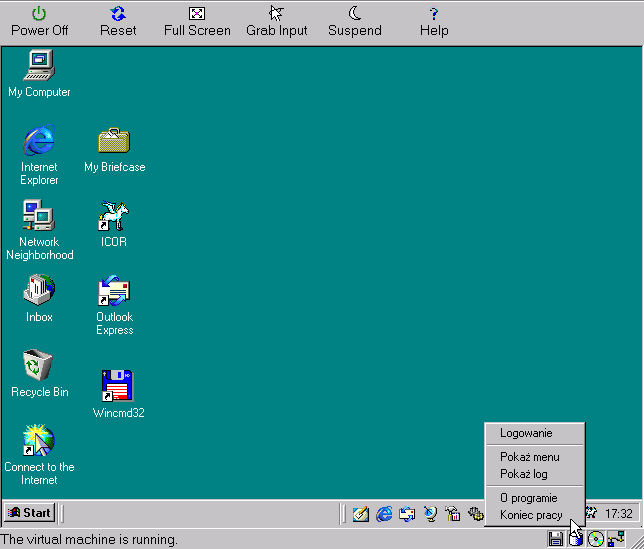 Power Off
Reset
Full Screen
Grab Input
Suspend
Help
My Computer
Internet
Explorer
My Briefcase
Network
Neighborhood
ICOR
Inbox
Outlook
Express
Recycle Bin
Wincmd32
Connect to the
Internet
Logowanie
Pokaż menu
Pokaż log
O programie
Koniec pracy
Start
17:32
The virtual machine is running.